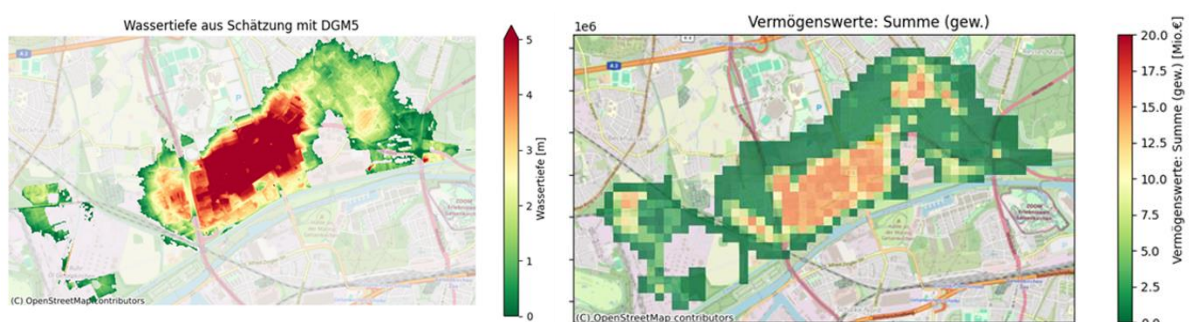 Wassertiefe aus Schätzung mit DGM5
5
4
3
2
1
0
Wassertiefe [m]
(C) OpenStreetMap contributors
Vermögenswerte: Summe (gew.)
1e6
20.0
17.5
15.0
12.5
10.0
7.5
5.0
2.5
0.0
Vermögenswerte: Summe (gew.) [Mio.€]
(C) OpenStreetMap contributors